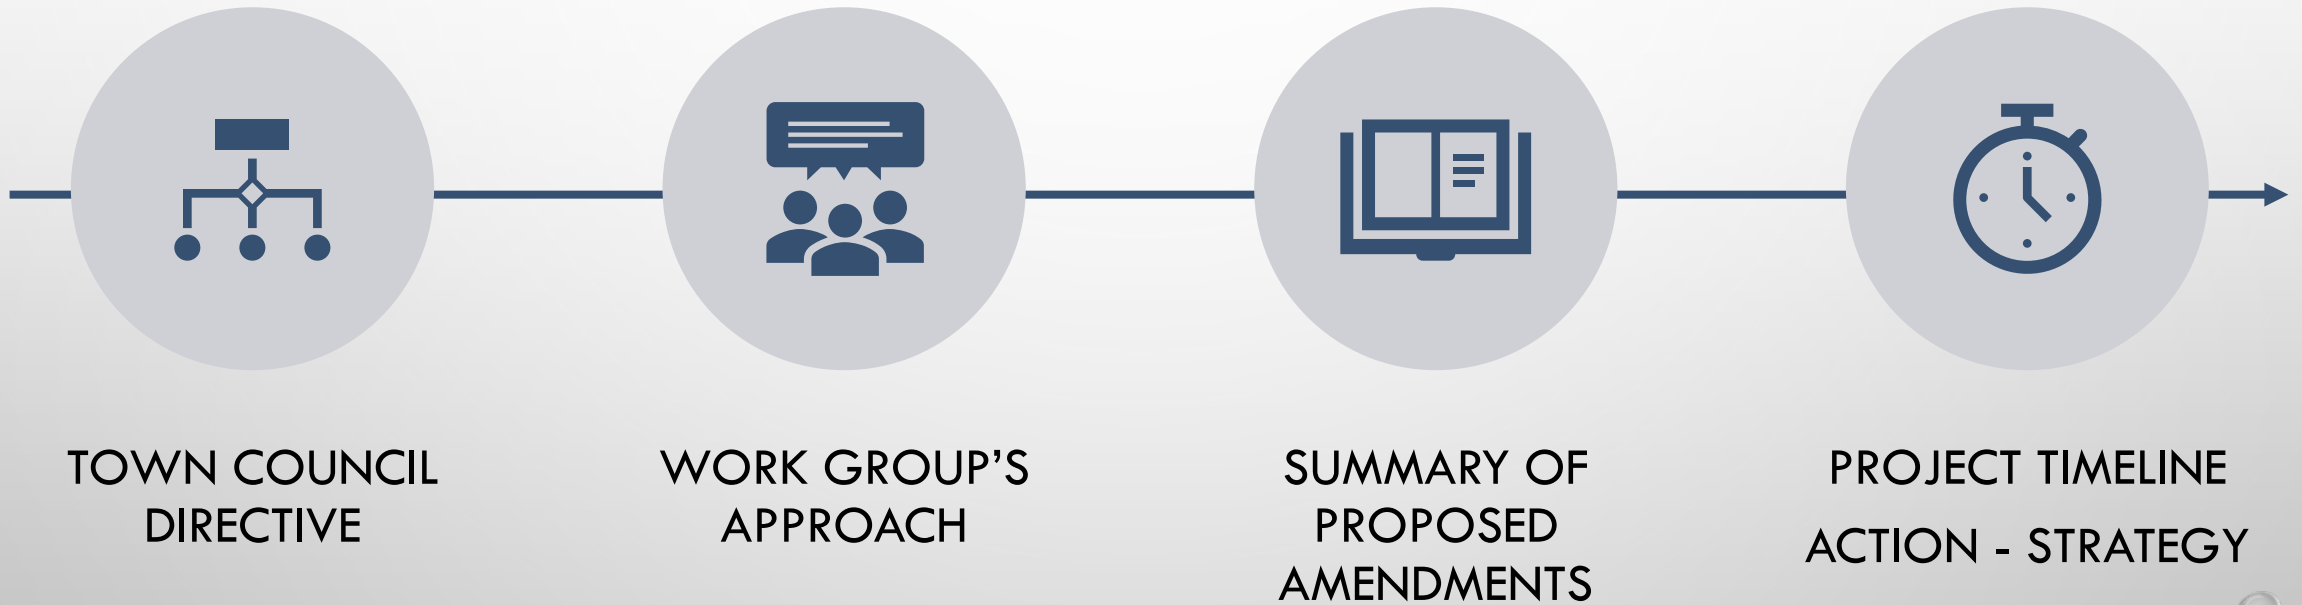 TOWN COUNCIL
DIRECTIVE
WORK GROUP’S
APPROACH
SUMMARY OF
PROPOSED
AMENDMENTS
PROJECT TIMELINE
ACTION - STRATEGY